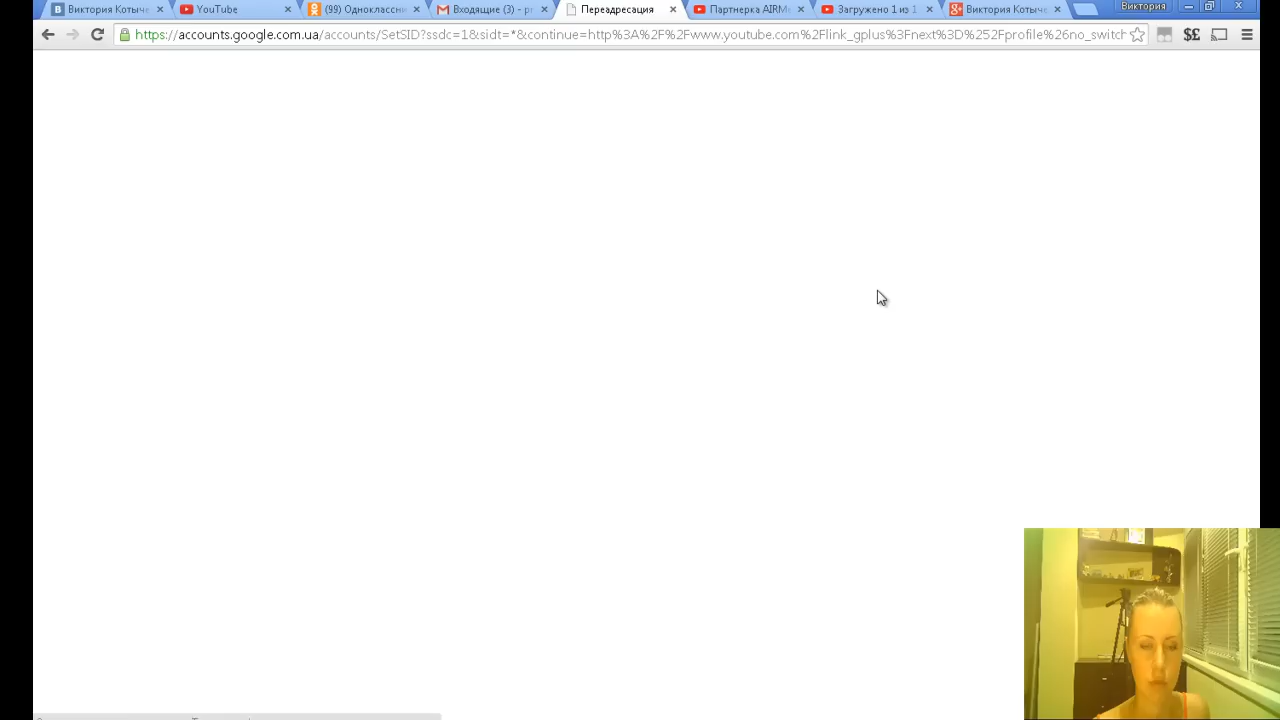 Виктория Котыче
YouTube
(99) Одноклассни
Входящие (3) - pr
Переадресация
Партнерка AIRMe
Загружено 1 из 1
Виктория Котыче
Виктория
https://accounts.google.com.ua/accounts/SetSID?ssdc=1&sidt=*&continue=http%3A%2F%2Fwww.youtube.com%2Flink_gplus%3Fnext%3D%252Fprofile%26no_switch
$£